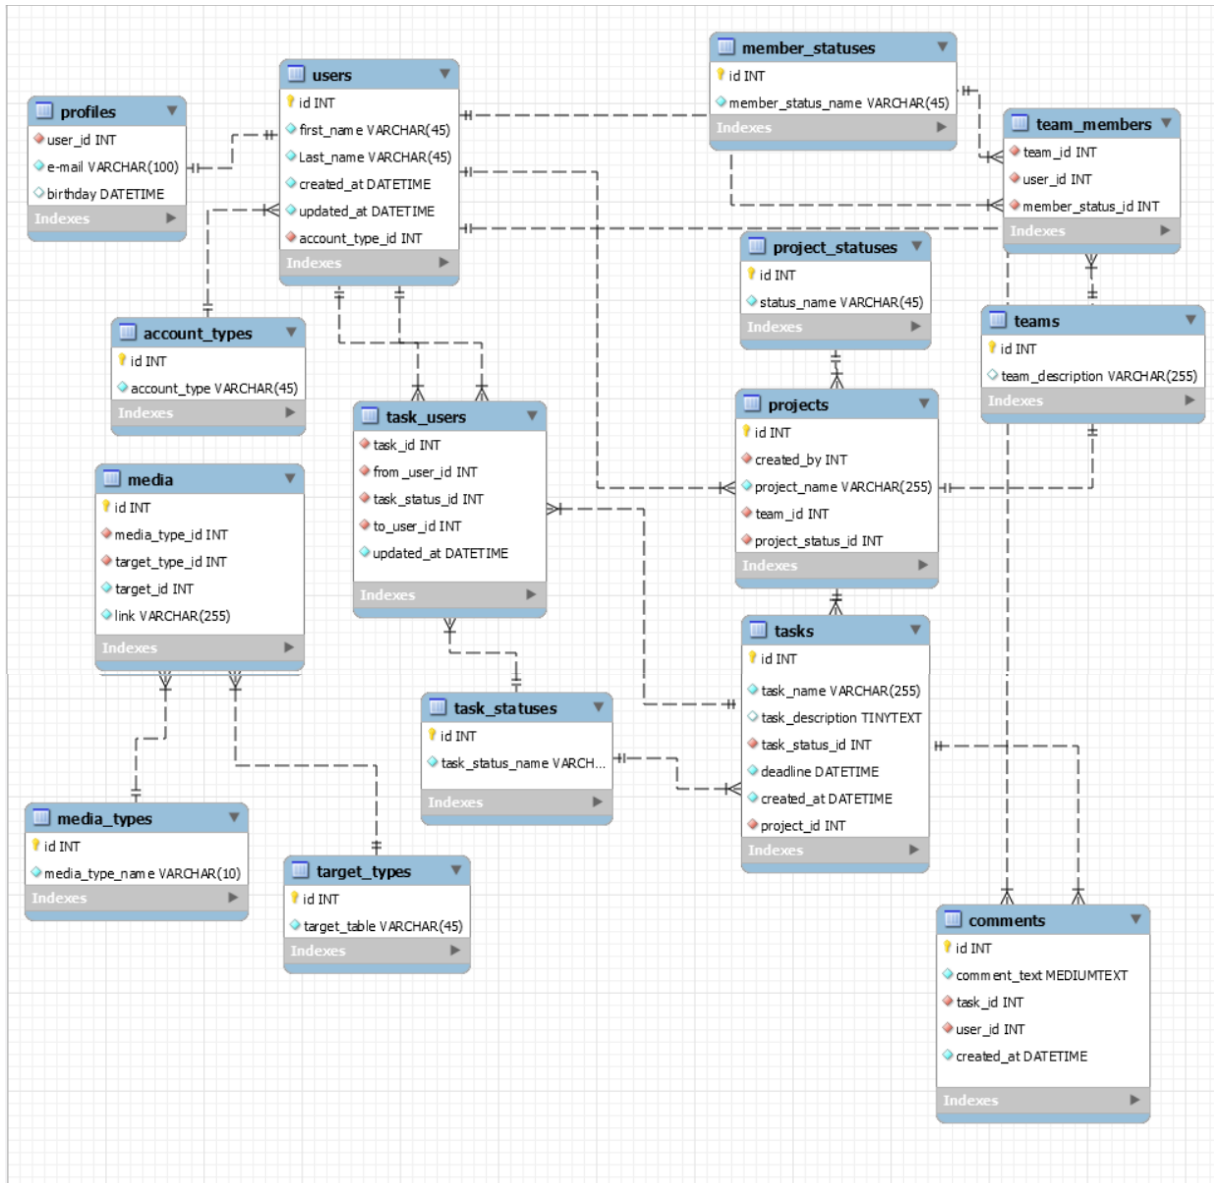 profiles
user_id INT
e-mail VARCHAR(100)
birthday DATETIME
Indexes
users
id INT
first_name VARCHAR(45)
Last_name VARCHAR(45)
created_at DATETIME
updated_at DATETIME
account_type_id INT
Indexes
member_statuses
id INT
member_status_name VARCHAR(45)
Indexes
team_members
team_id INT
user_id INT
member_status_id INT
Indexes
project_statuses
id INT
status_name VARCHAR(45)
Indexes
teams
id INT
team_description VARCHAR(255)
Indexes
account_types
id INT
account_type VARCHAR(45)
Indexes
task_users
task_id INT
from_user_id INT
task_status_id INT
to_user_id INT
updated_at DATETIME
Indexes
projects
id INT
created_by INT
project_name VARCHAR(255)
team_id INT
project_status_id INT
Indexes
media
id INT
media_type_id INT
target_type_id INT
target_id INT
link VARCHAR(255)
Indexes
tasks
id INT
task_name VARCHAR(255)
task_description TINYTEXT
task_status_id INT
deadline DATETIME
created_at DATETIME
project_id INT
Indexes
task_statuses
id INT
task_status_name VARCH...
Indexes
media_types
id INT
media_type_name VARCHAR(10)
Indexes
target_types
id INT
target_table VARCHAR(45)
Indexes
comments
id INT
comment_text MEDIUMTEXT
task_id INT
user_id INT
created_at DATETIME
Indexes